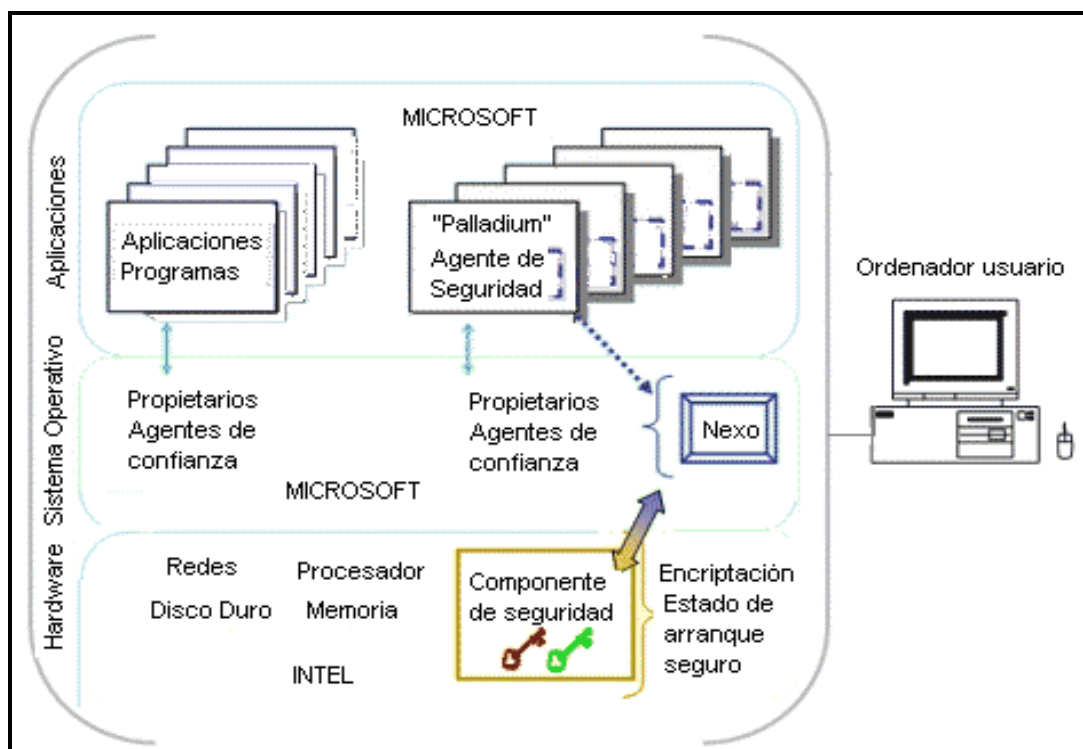 MICROSOFT
Aplicaciones
Aplicaciones
Programas
"Palladium"
Agente de
Seguridad
Ordenador usuario
Sistema Operativo
Propietarios
Agentes de
confianza
Propietarios
Agentes de
confianza
Nexo
MICROSOFT
Hardware
Redes
Procesador
Disco Duro
Memoria
INTEL
Componente
de seguridad
Encriptación
Estado de
arranque
seguro